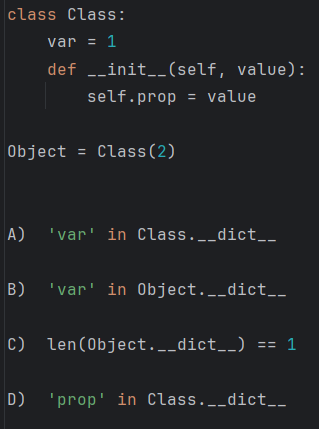 class Class:
    var = 1
    def __init__(self, value):
        self.prop = value
Object = Class(2)
A)  'var' in Class.__dict__
B)  'var' in Object.__dict__
C)  len(Object.__dict__) == 1
D)  'prop' in Class.__dict__